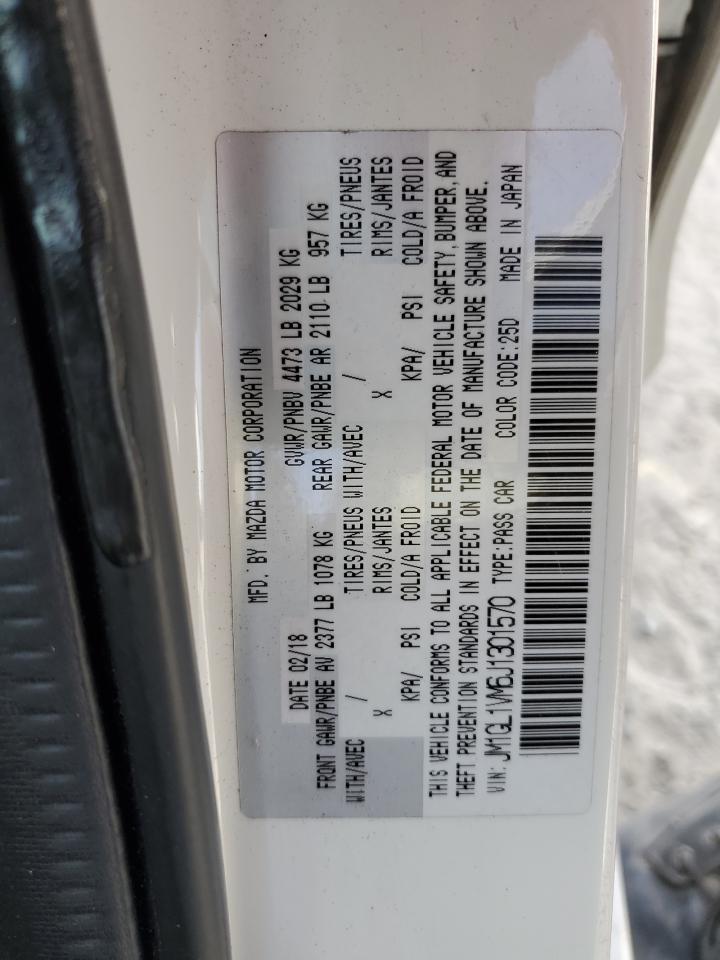 MFD. BY MAZDA MOTOR CORPORATION
DATE 02/18 GVWR/PNBV 4473 LB 2029 KG
FRONT GAWR/PNBE AV 2377 LB 1078 KG REAR GAWR/PNBE AR 2110 LB 957 KG
WITH/AVEC / TIRES/PNEUS WITH/AVEC / TIRES/PNEUS
X RIMS/JANTES X RIMS/JANTES
KPA/ PSI COLD/A FROID KPA/ PSI COLD/A FROID
THIS VEHICLE CONFORMS TO ALL APPLICABLE FEDERAL MOTOR VEHICLE SAFETY, BUMPER, AND
THEFT PREVENTION STANDARDS IN EFFECT ON THE DATE OF MANUFACTURE SHOWN ABOVE.
VIN: JM1GL1VM6J1301570 TYPE:PASS CAR COLOR CODE:25D MADE IN JAPAN